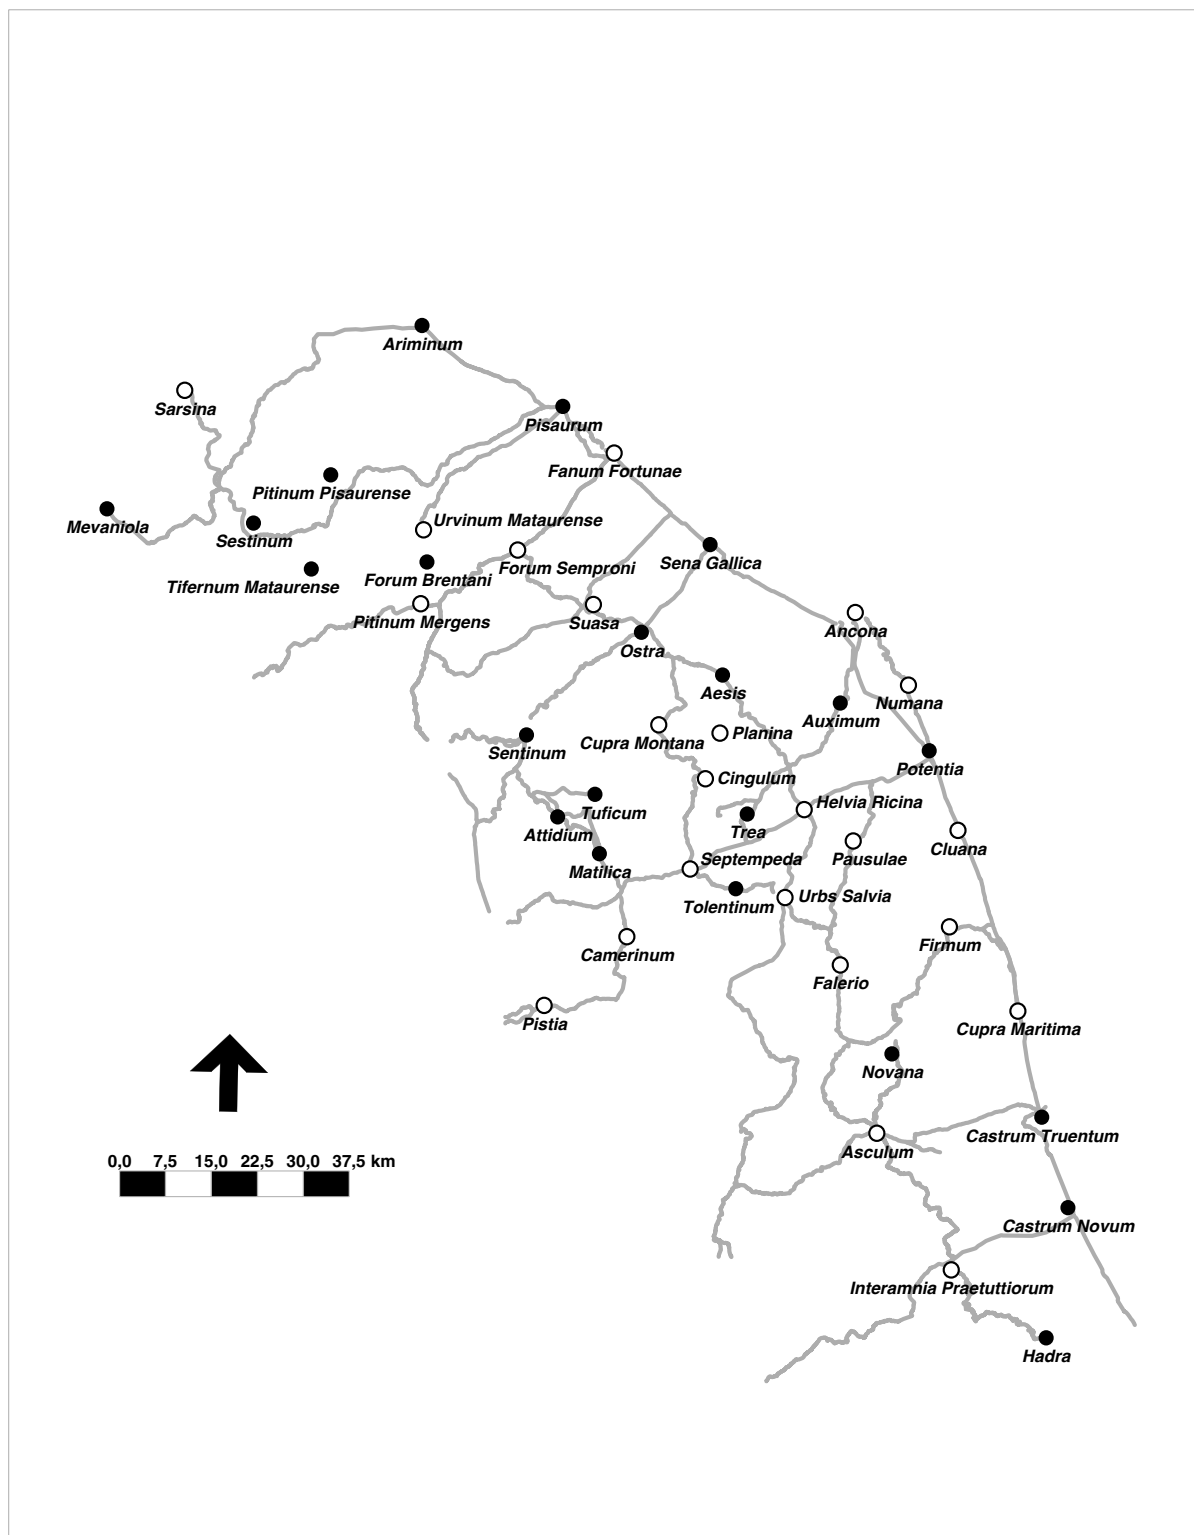 Ariminum
Sarsina
Pisaurum
Fanum Fortunae
Pitinum Pisaurense
Mevaniola
Urvinum Mataurense
Sestinum
Forum Semproni
Sena Gallica
Forum Brentani
Tifernum Mataurense
Pitinum Mergens
Suasa
Ancona
Ostra
Aesis
Numana
Auximum
Planina
Cupra Montana
Sentinum
Potentia
Cingulum
Helvia Ricina
Tuficum
Trea
Attidium
Cluana
Septempeda
Pausulae
Matilica
Urbs Salvia
Tolentinum
Firmum
Camerinum
Falerio
Pistia
Cupra Maritima
Novana
Castrum Truentum
Asculum
0,0 7,5 15,0 22,5 30,0 37,5 km
Castrum Novum
Interamnia Praetuttiorum
Hadra